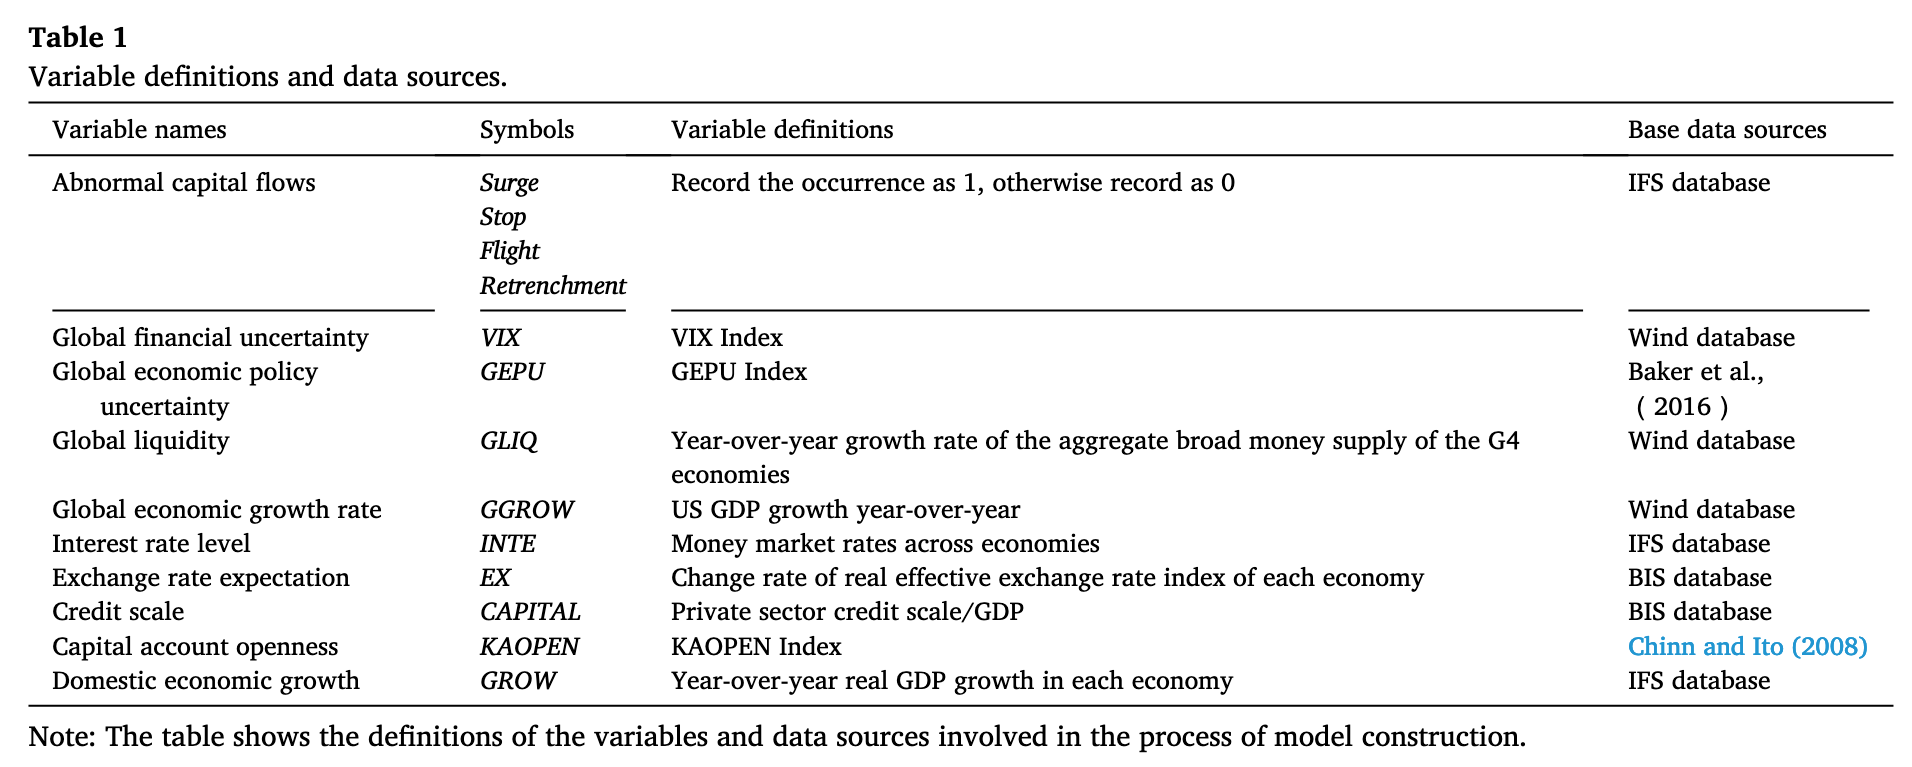 Table 1
Variable definitions and data sources.
Variable names Symbols Variable definitions Base data sources
Abnormal capital flows Surge Record the occurrence as 1, otherwise record as 0 IFS database
Stop
Flight
Retrenchment
Global financial uncertainty VIX VIX Index Wind database
Global economic policy GEPU GEPU Index Baker et al.,
uncertainty ( 2016 )
Global liquidity GLIQ Year-over-year growth rate of the aggregate broad money supply of the G4 Wind database
economies
Global economic growth rate GGROW US GDP growth year-over-year Wind database
Interest rate level INTE Money market rates across economies IFS database
Exchange rate expectation EX Change rate of real effective exchange rate index of each economy BIS database
Credit scale CAPITAL Private sector credit scale/GDP BIS database
Capital account openness KAOPEN KAOPEN Index Chinn and Ito (2008)
Domestic economic growth GROW Year-over-year real GDP growth in each economy IFS database
Note: The table shows the definitions of the variables and data sources involved in the process of model construction.